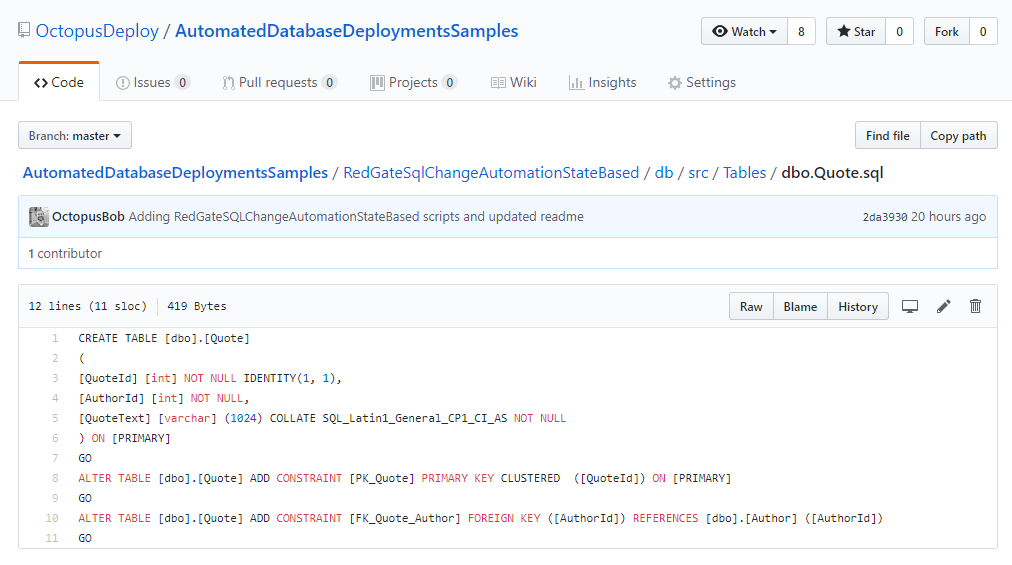 OctopusDeploy / AutomatedDatabaseDeploymentsSamples
Watch 8 Star 0 Fork 0
Code Issues 0 Pull requests 0 Projects 0 Wiki Insights Settings
Branch: master Find file Copy path
AutomatedDatabaseDeploymentsSamples / RedGateSqlChangeAutomationStateBased / db / src / Tables / dbo.Quote.sql
OctopusBob Adding RedGateSQLChangeAutomationStateBased scripts and updated readme 2da3930 20 hours ago
1 contributor
12 lines (11 sloc) 419 Bytes Raw Blame History
1 CREATE TABLE [dbo].[Quote]
2 (
3 [QuoteId] [int] NOT NULL IDENTITY(1, 1),
4 [AuthorId] [int] NOT NULL,
5 [QuoteText] [varchar] (1024) COLLATE SQL_Latin1_General_CP1_CI_AS NOT NULL
6 ) ON [PRIMARY]
7 GO
8 ALTER TABLE [dbo].[Quote] ADD CONSTRAINT [PK_Quote] PRIMARY KEY CLUSTERED  ([QuoteId]) ON [PRIMARY]
9 GO
10 ALTER TABLE [dbo].[Quote] ADD CONSTRAINT [FK_Quote_Author] FOREIGN KEY ([AuthorId]) REFERENCES [dbo].[Author] ([AuthorId])
11 GO